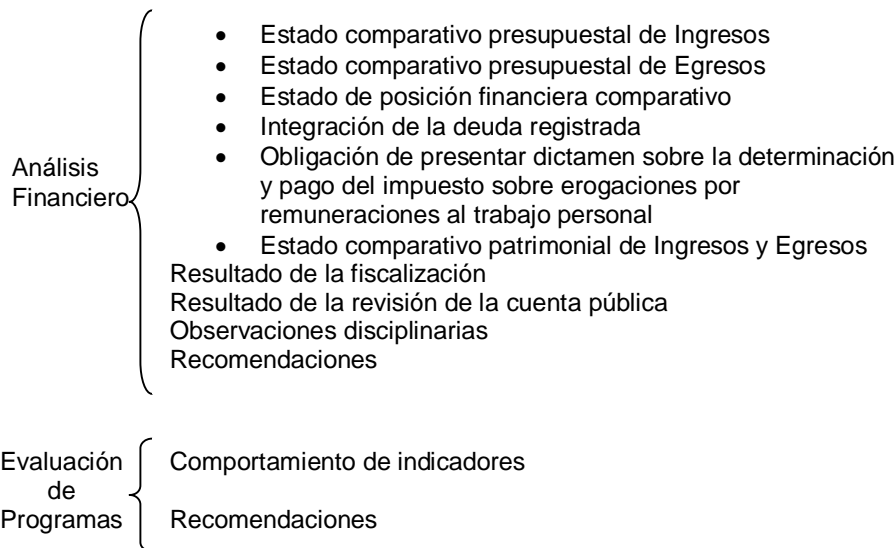 • Estado comparativo presupuestal de Ingresos
• Estado comparativo presupuestal de Egresos
• Estado de posición financiera comparativo
• Integración de la deuda registrada
• Obligación de presentar dictamen sobre la determinación
y pago del impuesto sobre erogaciones por
remuneraciones al trabajo personal
• Estado comparativo patrimonial de Ingresos y Egresos
Análisis
Financiero
Resultado de la fiscalización
Resultado de la revisión de la cuenta pública
Observaciones disciplinarias
Recomendaciones
Evaluación
de
Programas
Comportamiento de indicadores
Recomendaciones